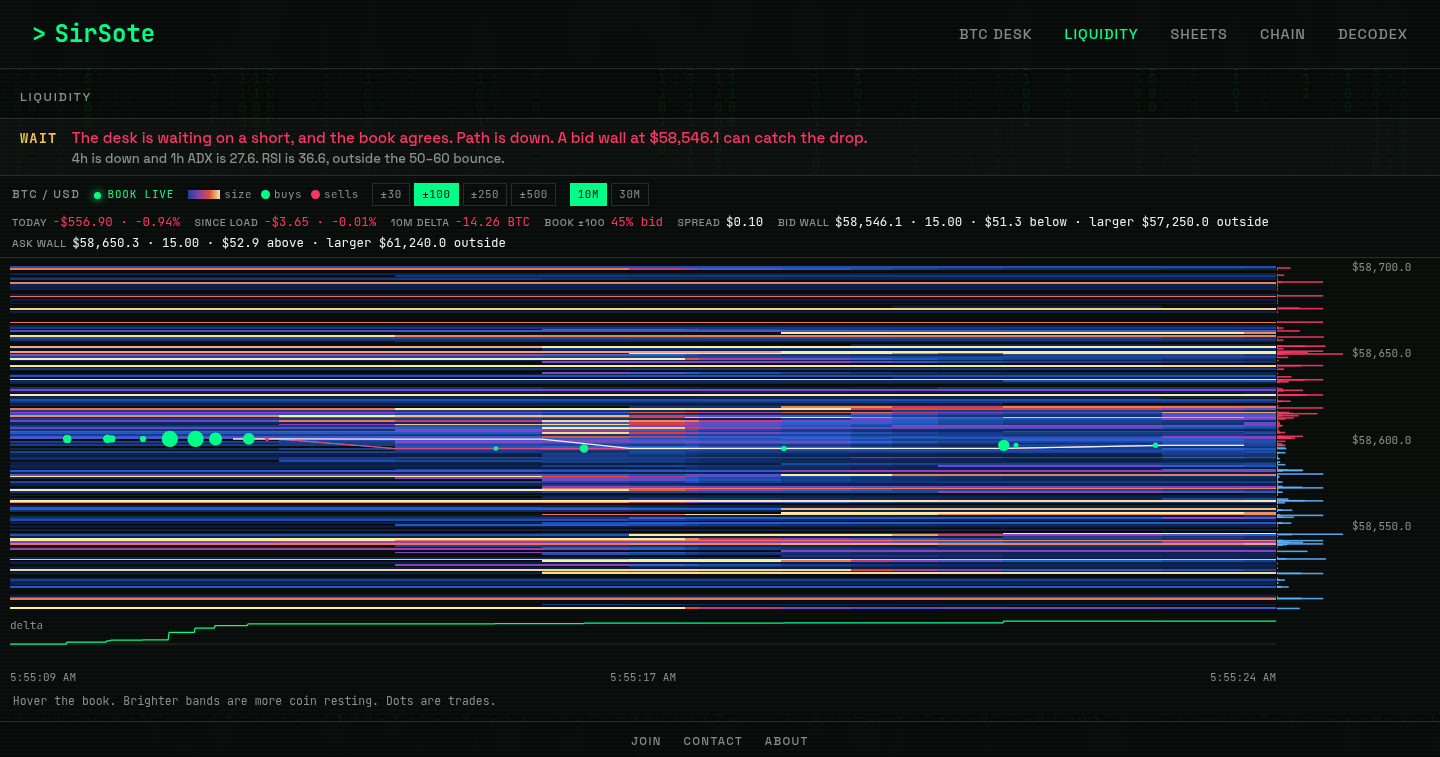 > SirSote
BTC DESK LIQUIDITY SHEETS CHAIN DECODEX
LIQUIDITY
WAIT The desk is waiting on a short, and the book agrees. Path is down. A bid wall at $58,546.1 can catch the drop.
4h is down and 1h ADX is 27.6. RSI is 36.6, outside the 50–60 bounce.
BTC / USD BOOK LIVE size buys sells ±30 ±100 ±250 ±500 10M 30M
TODAY -$556.90 · -0.94% SINCE LOAD -$3.65 · -0.01% 10M DELTA -14.26 BTC BOOK ±100 45% bid SPREAD $0.10 BID WALL $58,546.1 · 15.00 · $51.3 below · larger $57,250.0 outside
ASK WALL $58,650.3 · 15.00 · $52.9 above · larger $61,240.0 outside
$58,700.0
$58,650.0
$58,600.0
$58,550.0
delta
5:55:09 AM 5:55:17 AM 5:55:24 AM
Hover the book. Brighter bands are more coin resting. Dots are trades.
JOIN CONTACT ABOUT